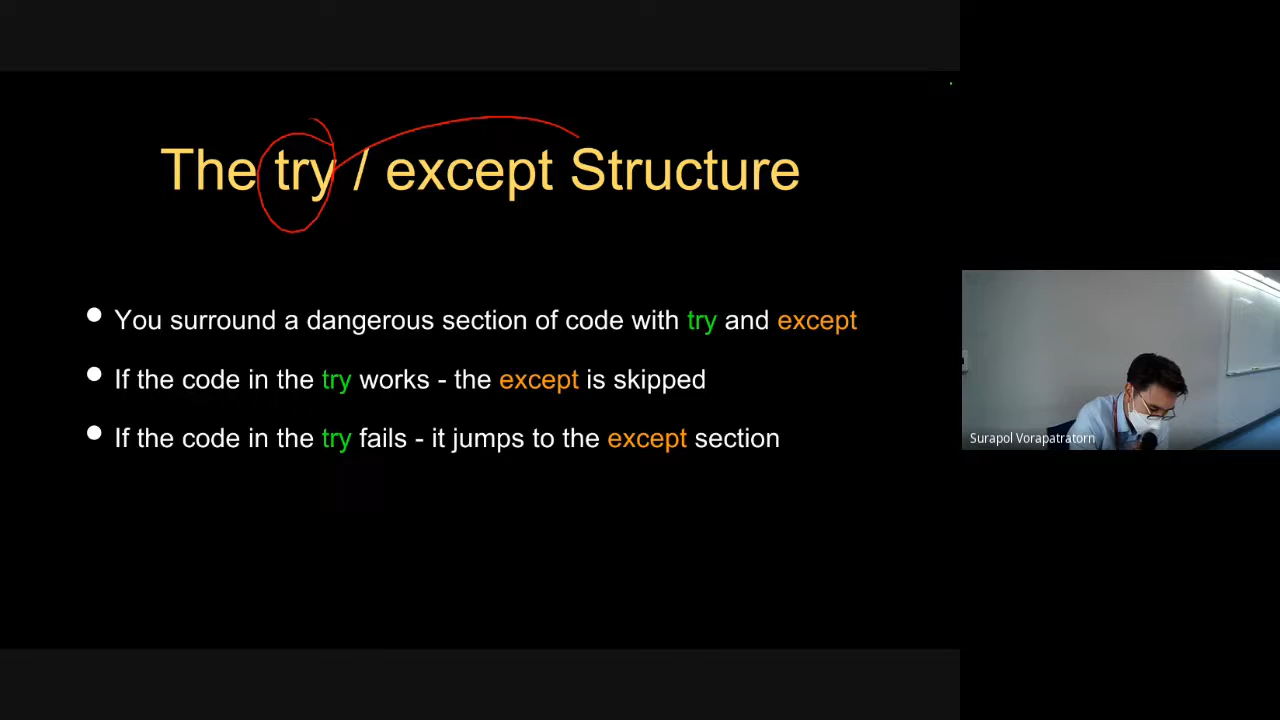 The try / except Structure
You surround a dangerous section of code with try and except
If the code in the try works - the except is skipped
If the code in the try fails - it jumps to the except section
Surapol Vorapatratorn